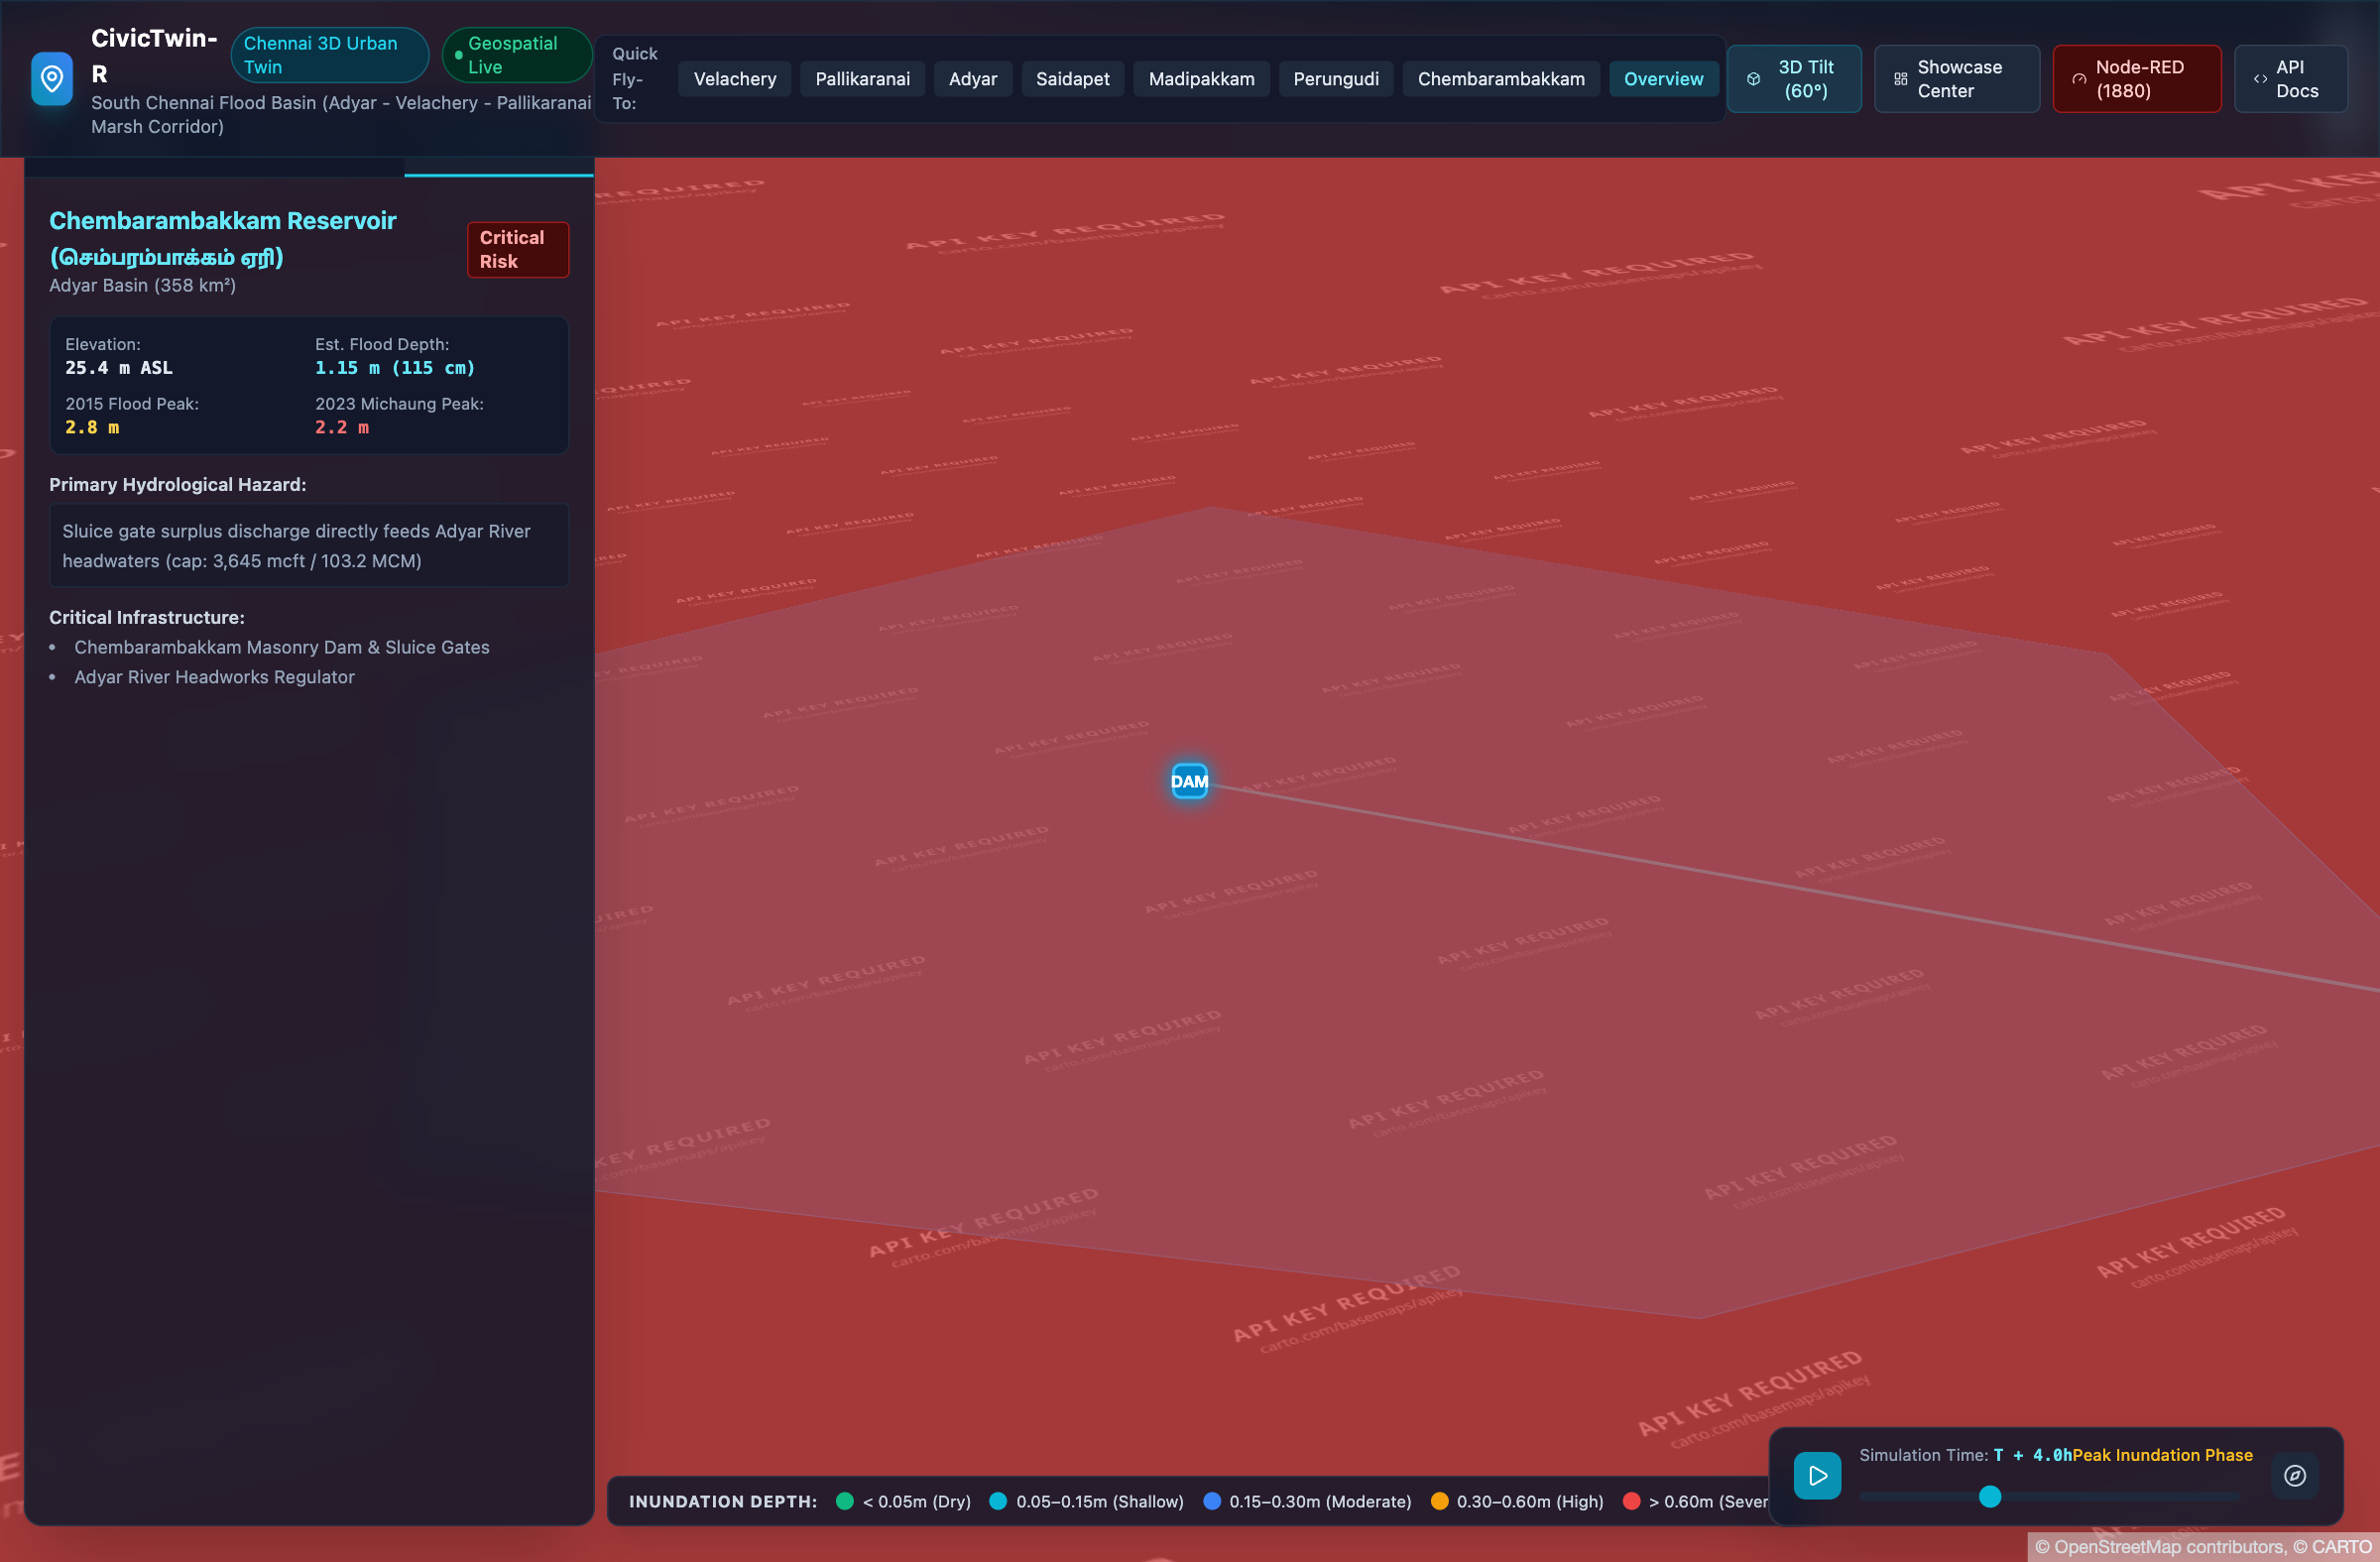 CivicTwin-
R
Chennai 3D Urban
Twin
Geospatial
Live
South Chennai Flood Basin (Adyar - Velachery - Pallikaranai
Marsh Corridor)
Quick
Fly-
To:
Velachery
Pallikaranai
Adyar
Saidapet
Madipakkam
Perungudi
Chembarambakkam
Overview
3D Tilt
(60°)
Showcase
Center
Node-RED
(1880)
API
Docs
Chembarambakkam Reservoir
(செம்பரம்பாக்கம் ஏரி)
Critical
Risk
Adyar Basin (358 km²)
Elevation:
25.4 m ASL
Est. Flood Depth:
1.15 m (115 cm)
2015 Flood Peak:
2.8 m
2023 Michaung Peak:
2.2 m
Primary Hydrological Hazard:
Sluice gate surplus discharge directly feeds Adyar River
headwaters (cap: 3,645 mcft / 103.2 MCM)
Critical Infrastructure:
• Chembarambakkam Masonry Dam & Sluice Gates
• Adyar River Headworks Regulator
API KEY REQUIRED
carto.com/basemaps/apikey
DAM
INUNDATION DEPTH:
< 0.05m (Dry)
0.05–0.15m (Shallow)
0.15–0.30m (Moderate)
0.30–0.60m (High)
> 0.60m (Sever
Simulation Time: T + 4.0hPeak Inundation Phase
© OpenStreetMap contributors, © CARTO